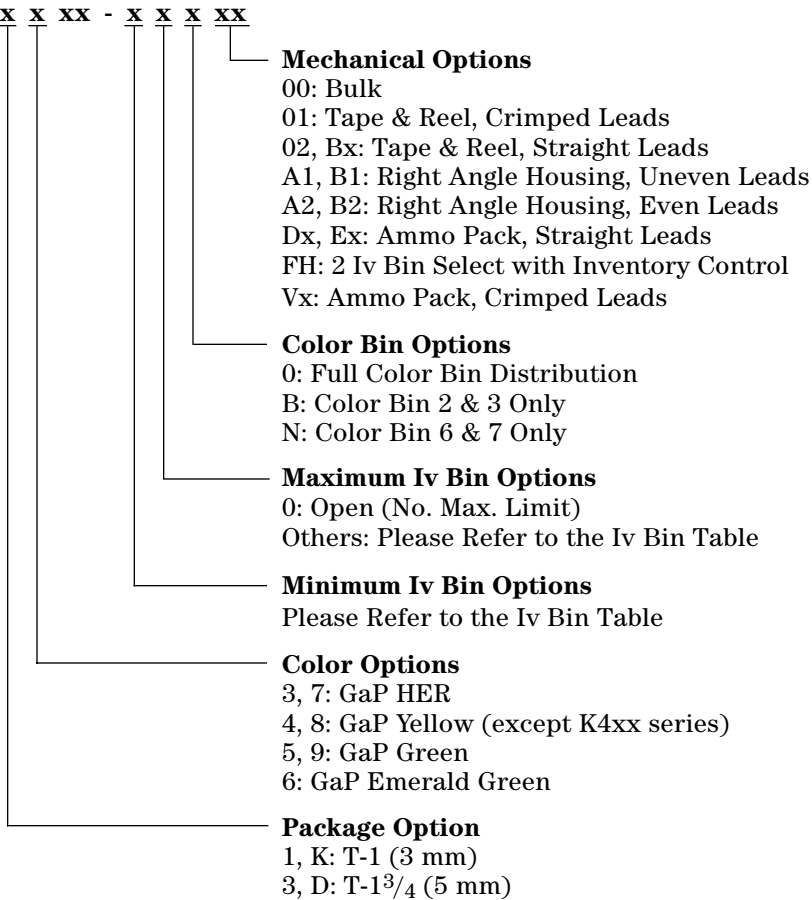 x x xx - x x x xx
Mechanical Options
00: Bulk
01: Tape & Reel, Crimped Leads
02, Bx: Tape & Reel, Straight Leads
A1, B1: Right Angle Housing, Uneven Leads
A2, B2: Right Angle Housing, Even Leads
Dx, Ex: Ammo Pack, Straight Leads
FH: 2 Iv Bin Select with Inventory Control
Vx: Ammo Pack, Crimped Leads
Color Bin Options
0: Full Color Bin Distribution
B: Color Bin 2 & 3 Only
N: Color Bin 6 & 7 Only
Maximum Iv Bin Options
0: Open (No. Max. Limit)
Others: Please Refer to the Iv Bin Table
Minimum Iv Bin Options
Please Refer to the Iv Bin Table
Color Options
3, 7: GaP HER
4, 8: GaP Yellow (except K4xx series)
5, 9: GaP Green
6: GaP Emerald Green
Package Option
1, K: T-1 (3 mm)
3, D: T-1 3/4 (5 mm)